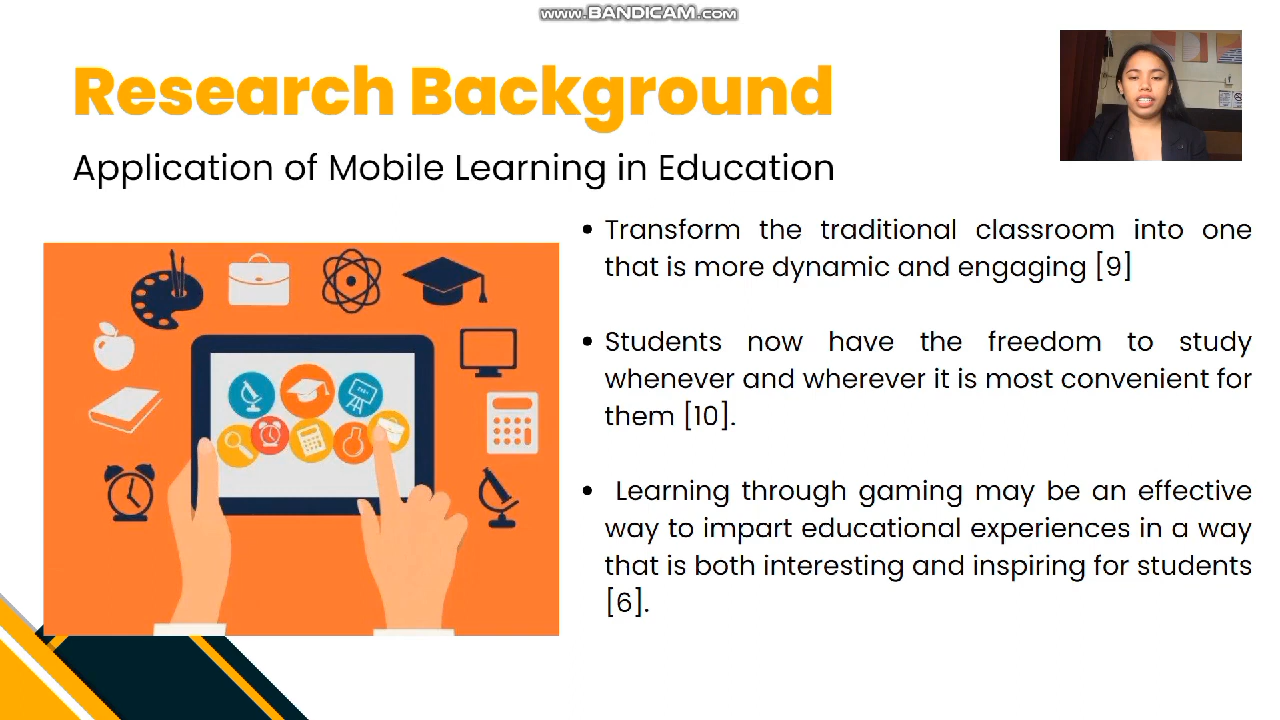 www.BANDICAM.com
Research Background
Application of Mobile Learning in Education
• Transform the traditional classroom into one
that is more dynamic and engaging [9]
• Students now have the freedom to study
whenever and wherever it is most convenient for
them [10].
• Learning through gaming may be an effective
way to impart educational experiences in a way
that is both interesting and inspiring for students
[6].